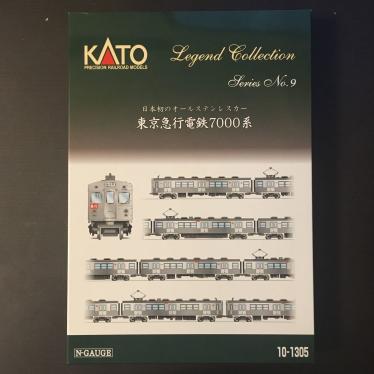 KATO
PRECISION RAILROAD MODELS
Legend Collection
Series No.9
日本初のオールステンレスカー
東京急行電鉄7000系
N-GAUGE
10-1305